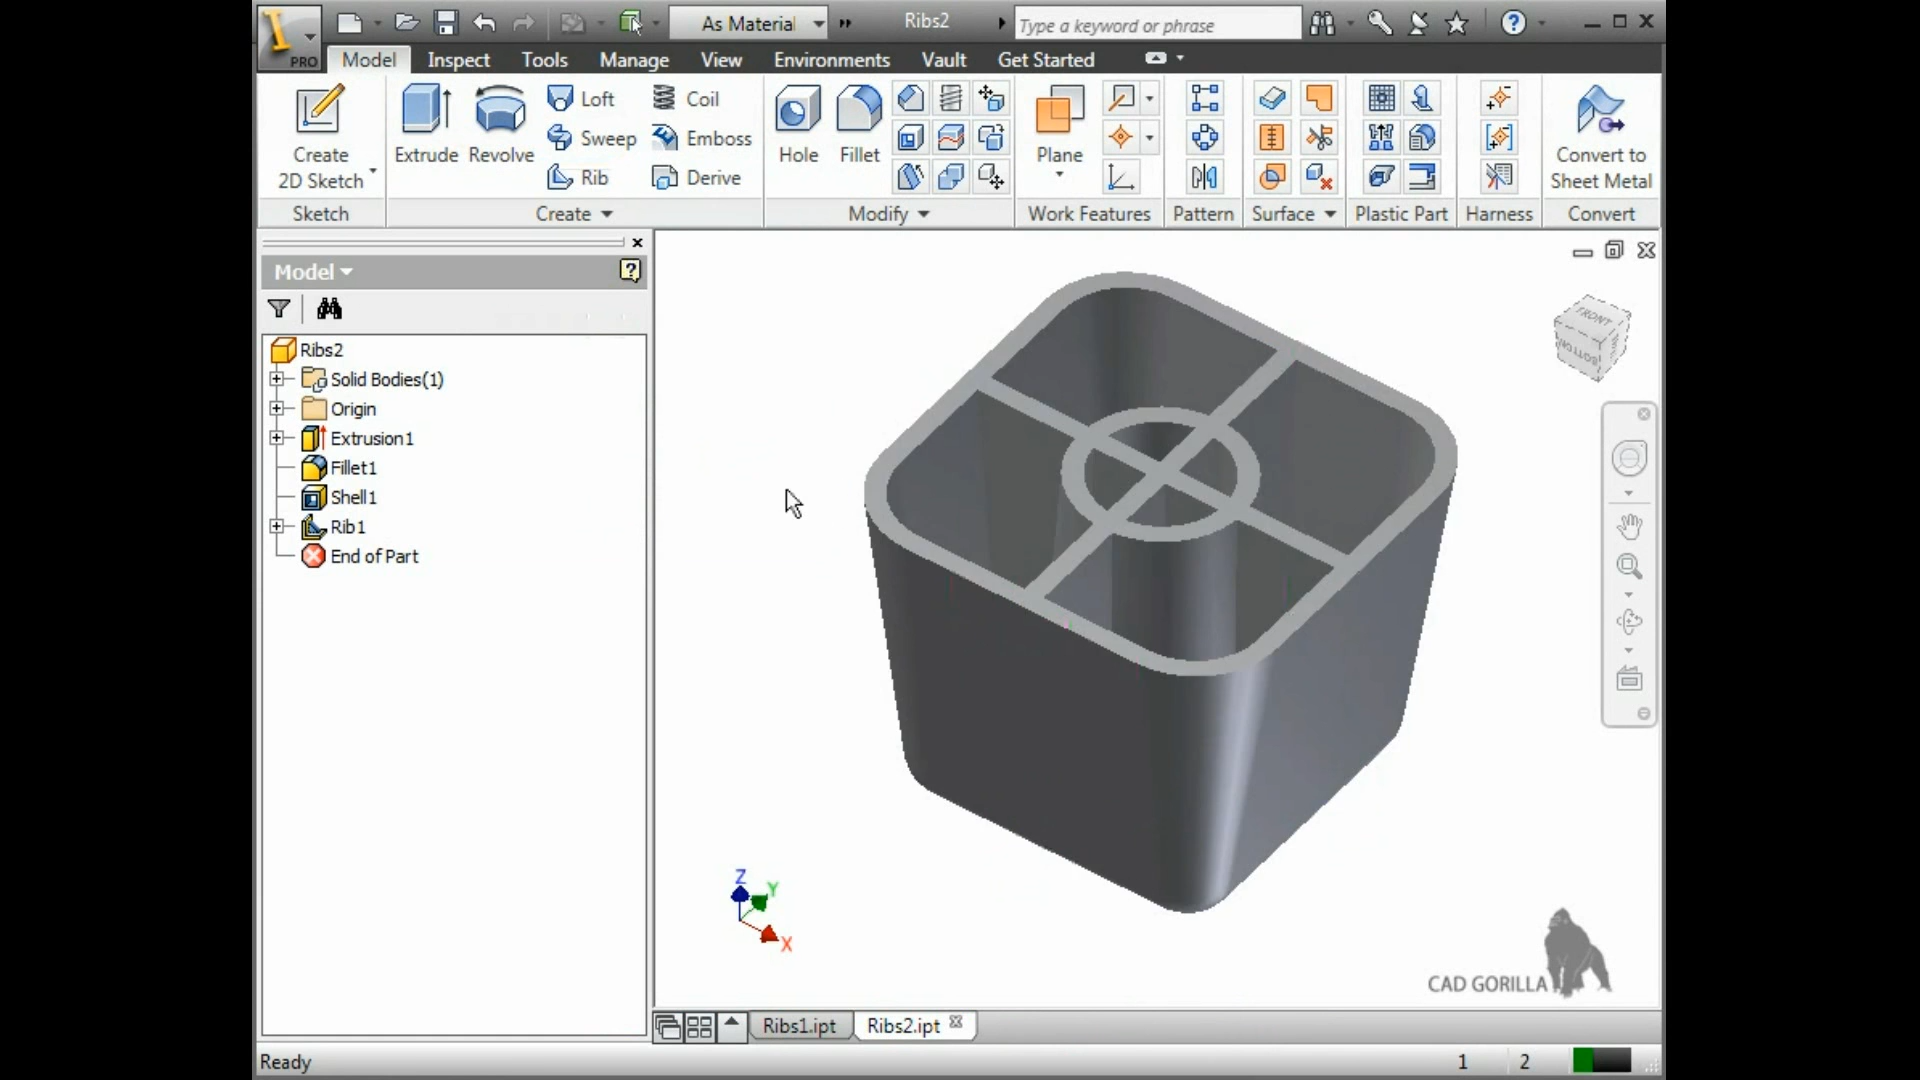 PRO
As Material
Ribs2
Type a keyword or phrase
Model
Inspect
Tools
Manage
View
Environments
Vault
Get Started
Create
2D Sketch
Extrude
Revolve
Loft
Sweep
Rib
Coil
Emboss
Derive
Hole
Fillet
Plane
Convert to
Sheet Metal
Sketch
Create
Modify
Work Features
Pattern
Surface
Plastic Part
Harness
Convert
Model
Ribs2
Solid Bodies(1)
Origin
Extrusion1
Fillet1
Shell1
Rib1
End of Part
FRONT
BOTTOM
Z
Y
X
CAD GORILLA
Ribs1.ipt
Ribs2.ipt
Ready
1
2